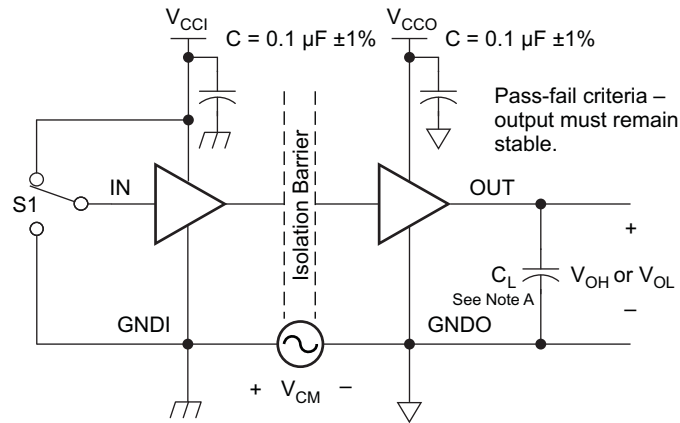 V_CCI
C = 0.1 µF ±1%
V_CCO
C = 0.1 µF ±1%
Pass-fail criteria –
output must remain
stable.
Isolation Barrier
IN
OUT
S1
+
C_L
See Note A
V_OH or V_OL
–
GNDI
GNDO
+ V_CM –